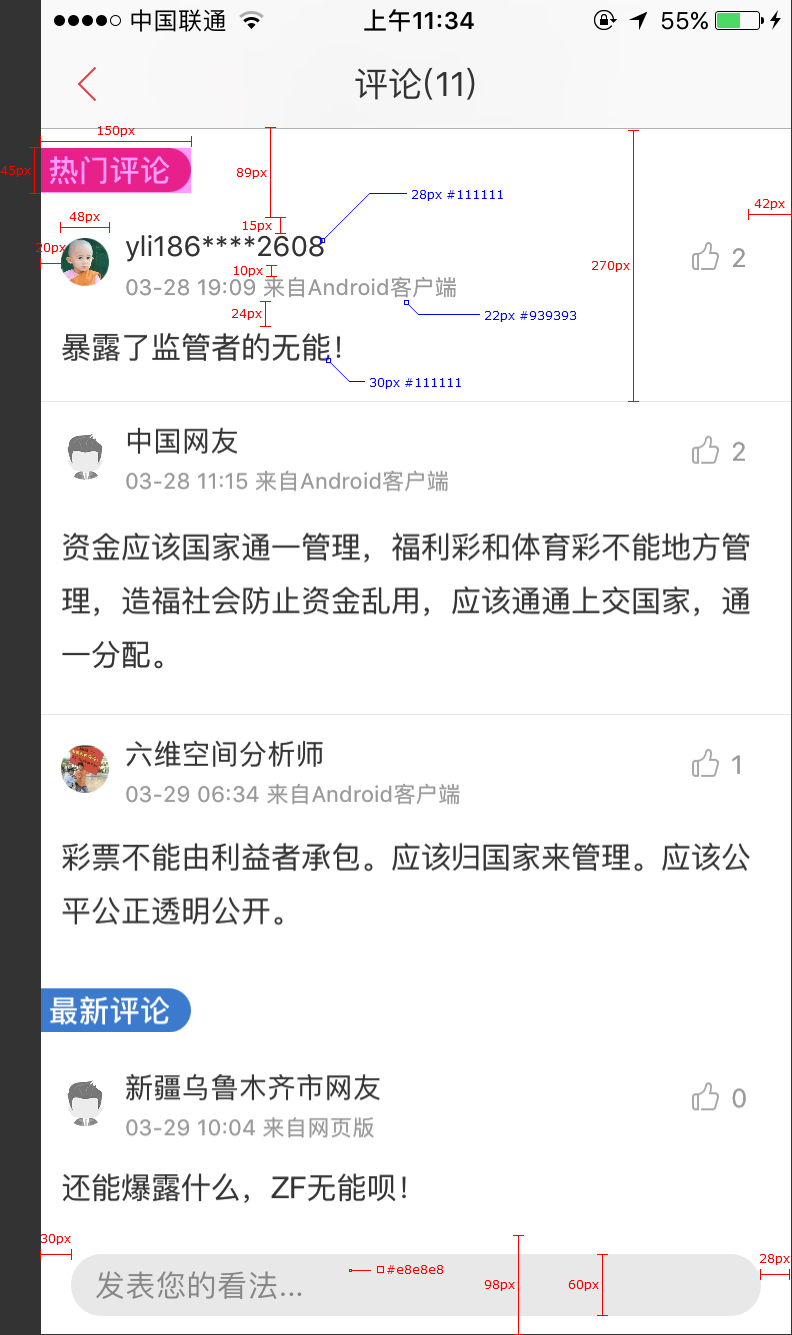 中国联通 上午11:34 55%
评论(11)
150px
45px 热门评论 89px
28px #111111
42px
48px
15px
20px yli186****2608 2
10px 270px
03-28 19:09 来自Android客户端
24px 22px #939393
暴露了监管者的无能！
30px #111111
中国网友 2
03-28 11:15 来自Android客户端
资金应该国家通一管理，福利彩和体育彩不能地方管
理，造福社会防止资金乱用，应该通通上交国家，通
一分配。
六维空间分析师 1
03-29 06:34 来自Android客户端
彩票不能由利益者承包。应该归国家来管理。应该公
平公正透明公开。
最新评论
新疆乌鲁木齐市网友 0
03-29 10:04 来自网页版
还能爆露什么，ZF无能呗！
30px
28px
发表您的看法... #e8e8e8 98px 60px